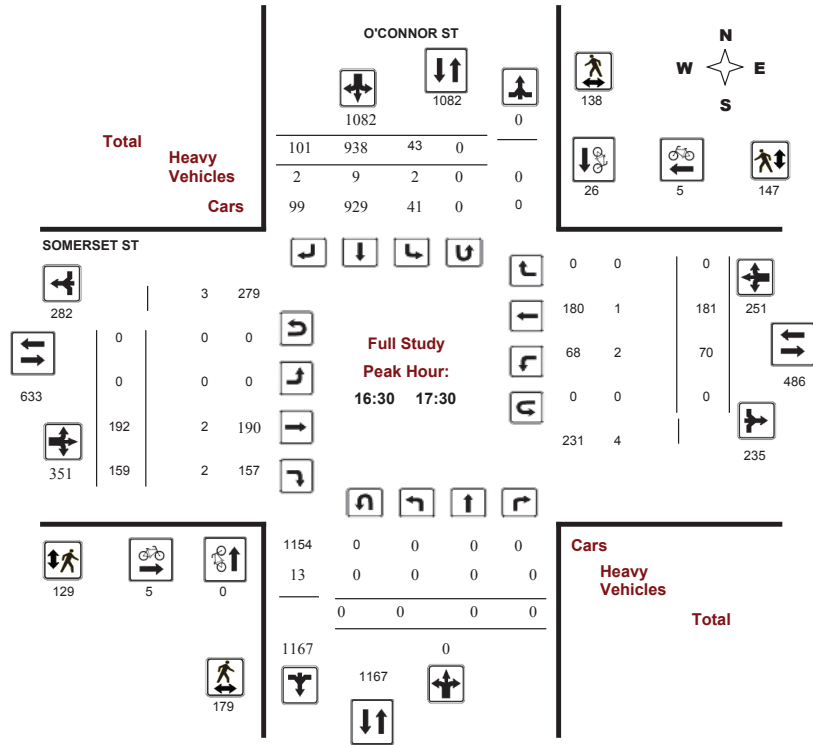 O'CONNOR ST
N
W E
S
1082
1082
0
138
Total
101 938 43 0
Heavy
Vehicles
2 9 2 0 0
26 5 147
Cars
99 929 41 0 0
SOMERSET ST
282
3 279
0 0 0
251
0 0 0
633
180 1 181
Full Study
Peak Hour:
16:30 17:30
68 2 70
486
0 0 0
192 2 190
351
159 2 157
231 4
235
1154 0 0 0 0
Cars
13 0 0 0 0
Heavy
Vehicles
129 5 0
0 0 0 0
Total
1167 0
1167
179